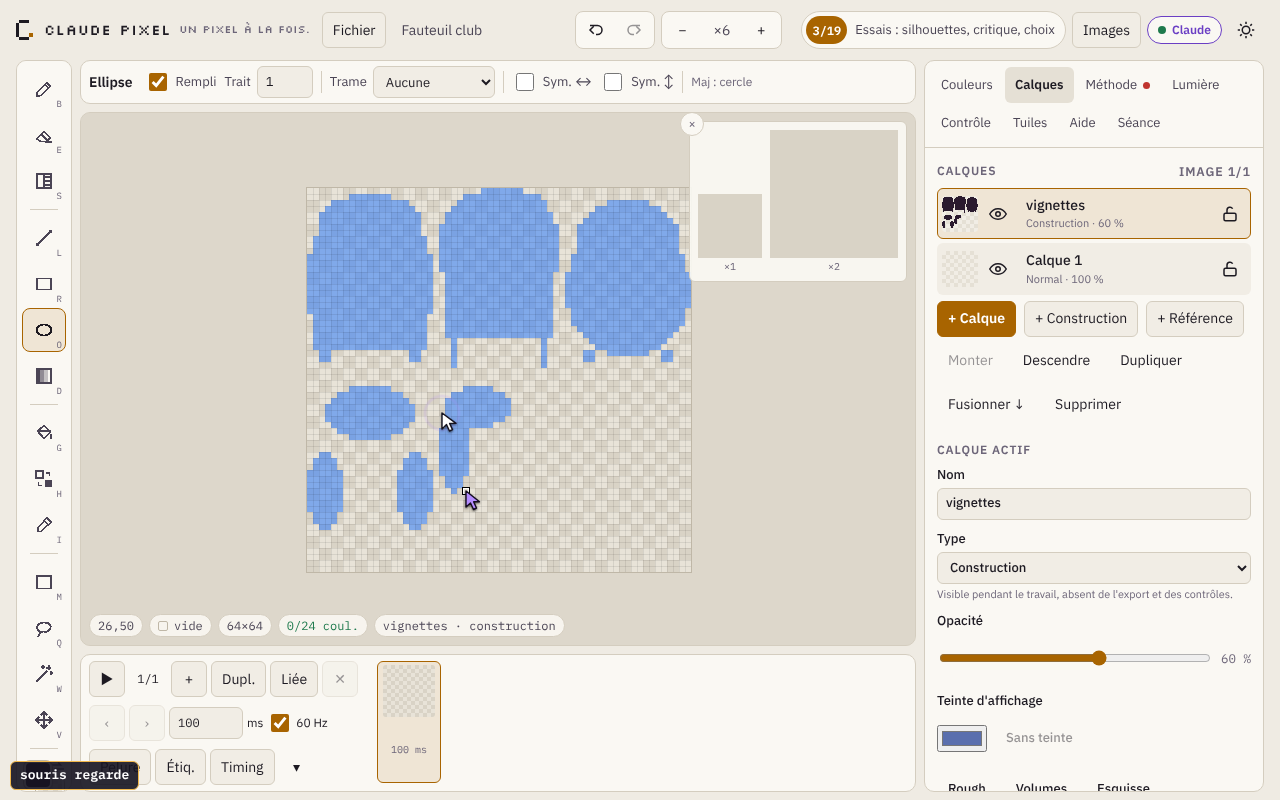 CLAUDE PIXEL
UN PIXEL À LA FOIS.
Fichier
Fauteuil club
−
×6
+
3/19
Essais : silhouettes, critique, choix
Images
Claude
Ellipse
Rempli
Trait
1
Trame
Aucune
Sym. ↔
Sym. ↕
Maj : cercle
B
E
S
L
R
O
D
G
H
I
M
Q
W
V
×
×1
×2
26,50
vide
64×64
0/24 coul.
vignettes · construction
1/1
+
Dupl.
Liée
×
‹
›
100
ms
60 Hz
Étiq.
Timing
▼
100 ms
souris regarde
Couleurs
Calques
Méthode
Lumière
Contrôle
Tuiles
Aide
Séance
CALQUES
IMAGE 1/1
vignettes
Construction · 60 %
Calque 1
Normal · 100 %
+ Calque
+ Construction
+ Référence
Monter
Descendre
Dupliquer
Fusionner ↓
Supprimer
CALQUE ACTIF
Nom
vignettes
Type
Construction
Visible pendant le travail, absent de l'export et des contrôles.
Opacité
60 %
Teinte d'affichage
Sans teinte
Rough
Volumes
Esquisse